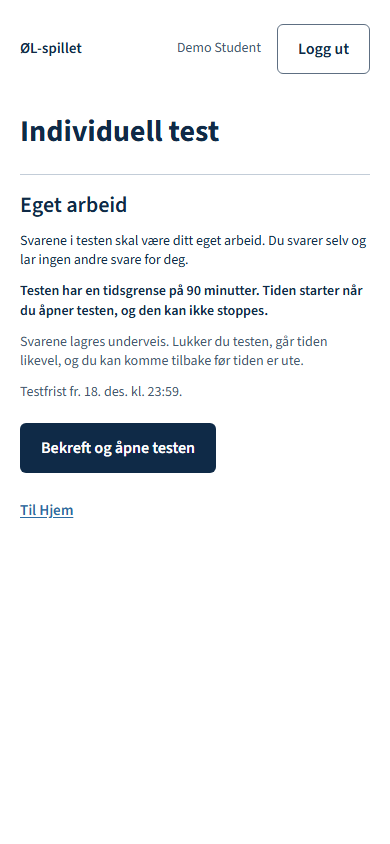 ØL-spillet
Demo Student
Logg ut
Individuell test
Eget arbeid
Svarene i testen skal være ditt eget arbeid. Du svarer selv og
lar ingen andre svare for deg.
Testen har en tidsgrense på 90 minutter. Tiden starter når
du åpner testen, og den kan ikke stoppes.
Svarene lagres underveis. Lukker du testen, går tiden
likevel, og du kan komme tilbake før tiden er ute.
Testfrist fr. 18. des. kl. 23:59.
Bekreft og åpne testen
Til Hjem